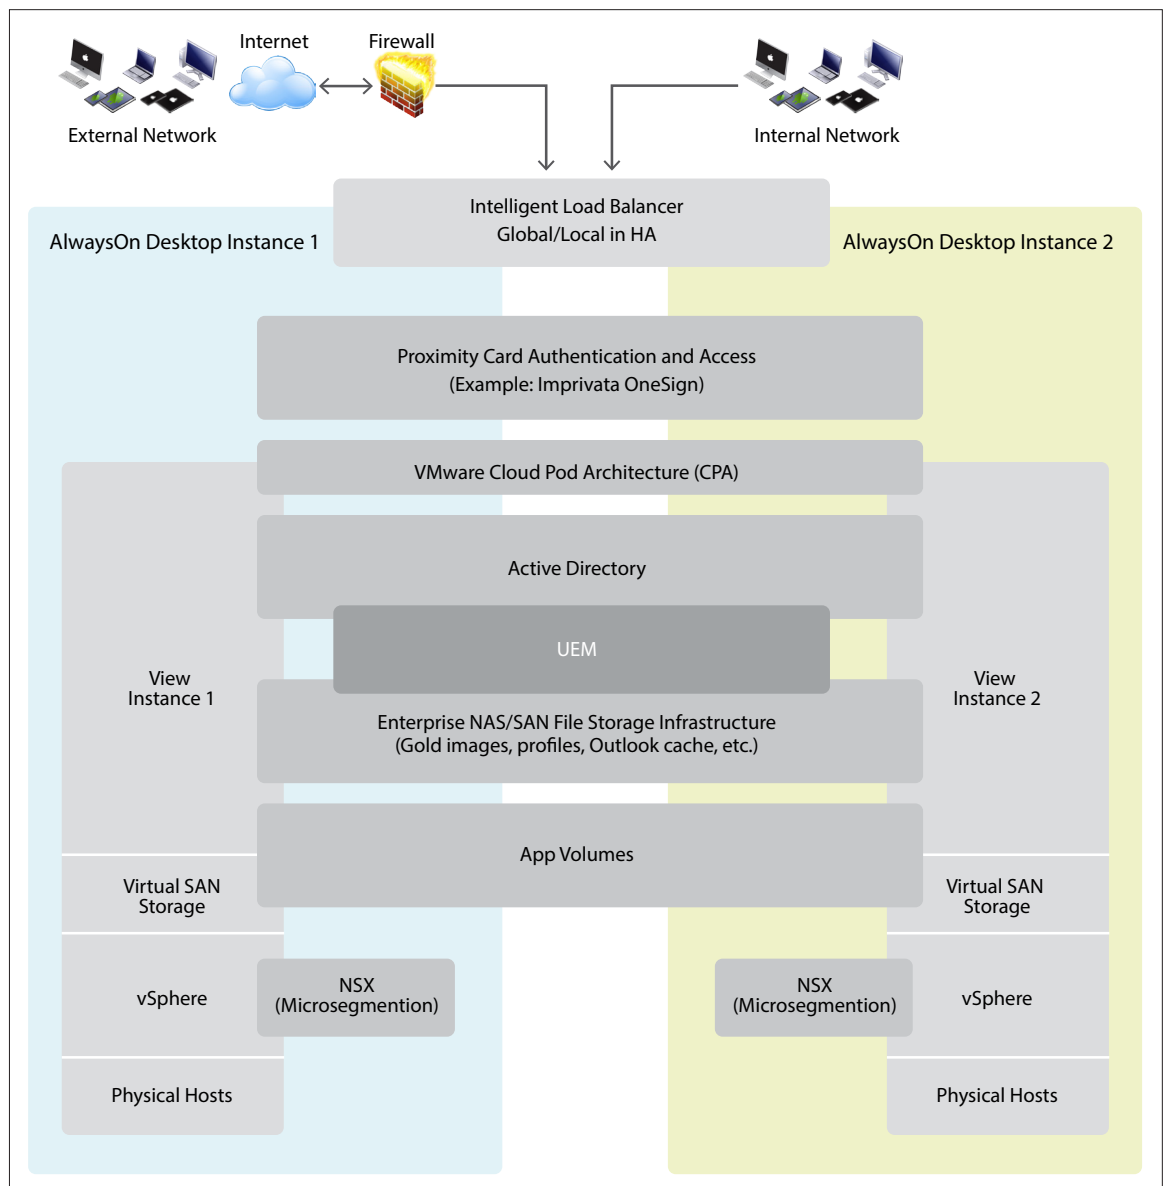 Internet
Firewall
External Network
Internal Network
Intelligent Load Balancer
Global/Local in HA
AlwaysOn Desktop Instance 1
AlwaysOn Desktop Instance 2
Proximity Card Authentication and Access
(Example: Imprivata OneSign)
VMware Cloud Pod Architecture (CPA)
Active Directory
UEM
View
Instance 1
View
Instance 2
Enterprise NAS/SAN File Storage Infrastructure
(Gold images, profiles, Outlook cache, etc.)
App Volumes
Virtual SAN
Storage
Virtual SAN
Storage
vSphere
NSX
(Microsegmention)
NSX
(Microsegmention)
vSphere
Physical Hosts
Physical Hosts